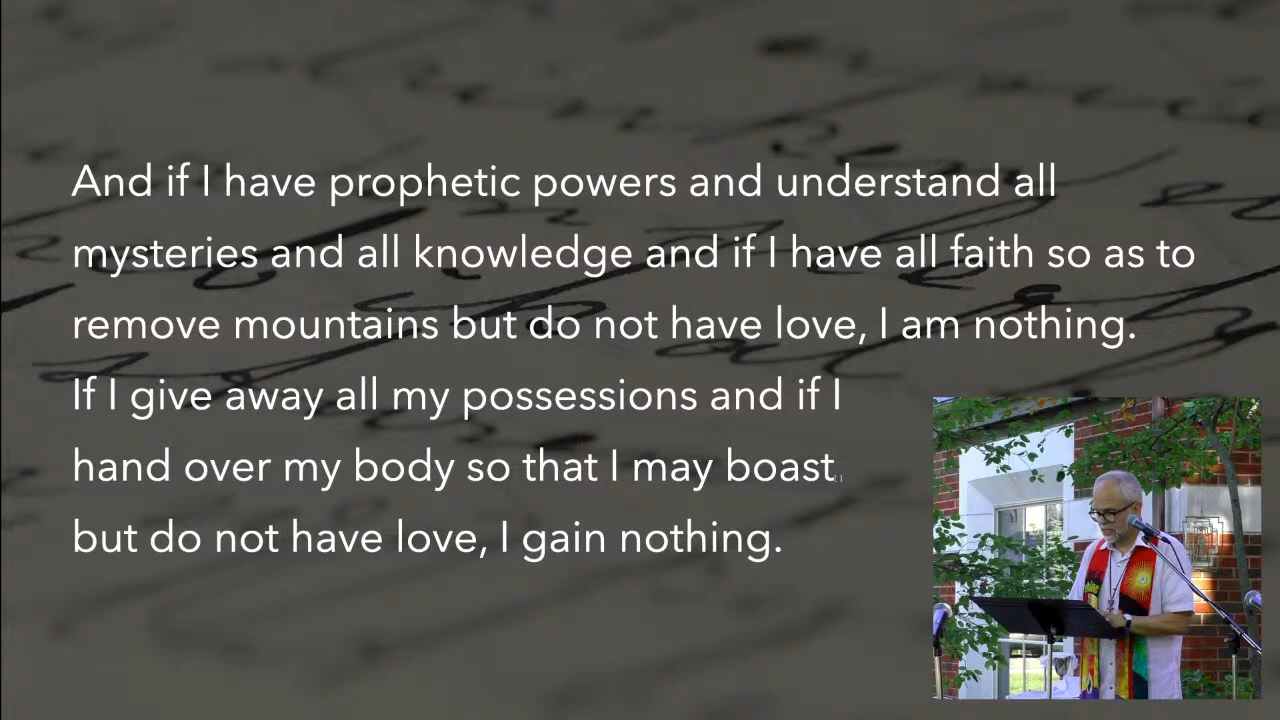 And if I have prophetic powers and understand all
mysteries and all knowledge and if I have all faith so as to
remove mountains but do not have love, I am nothing.
If I give away all my possessions and if I
hand over my body so that I may boast
but do not have love, I gain nothing.